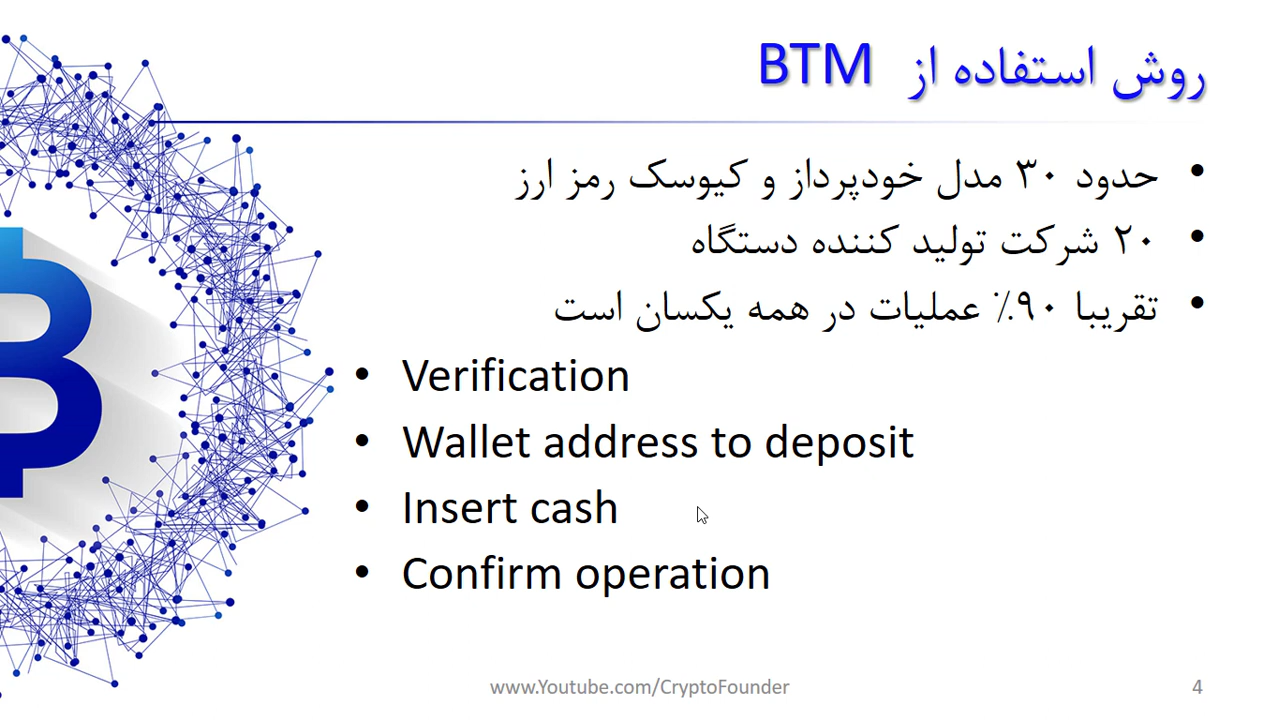 روش استفاده از BTM
• حدود ۳۰ مدل خودپرداز و کیوسک رمز ارز
• ۲۰ شرکت تولید کننده دستگاه
• تقریبا ۹۰٪ عملیات در همه یکسان است
• Verification
• Wallet address to deposit
• Insert cash
• Confirm operation
www.Youtube.com/CryptoFounder
4